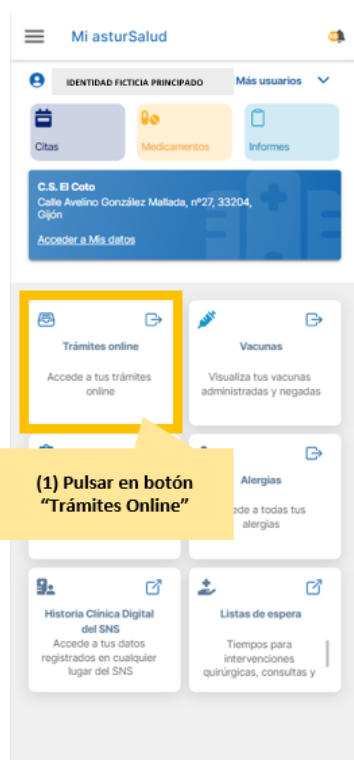 Mi asturSalud
IDENTIDAD FICTICIA PRINCIPADO
Más usuarios
Citas
Medicamentos
Informes
C.S. El Coto
Calle Avelino González Mallada, nº27, 33204,
Gijón
Acceder a Mis datos
Trámites online
Accede a tus trámites
online
Vacunas
Visualiza tus vacunas
administradas y negadas
(1) Pulsar en botón
“Trámites Online”
Alergias
ede a todas tus
alergias
Historia Clínica Digital
del SNS
Accede a tus datos
registrados en cualquier
lugar del SNS
Listas de espera
Tiempos para
intervenciones
quirúrgicas, consultas y